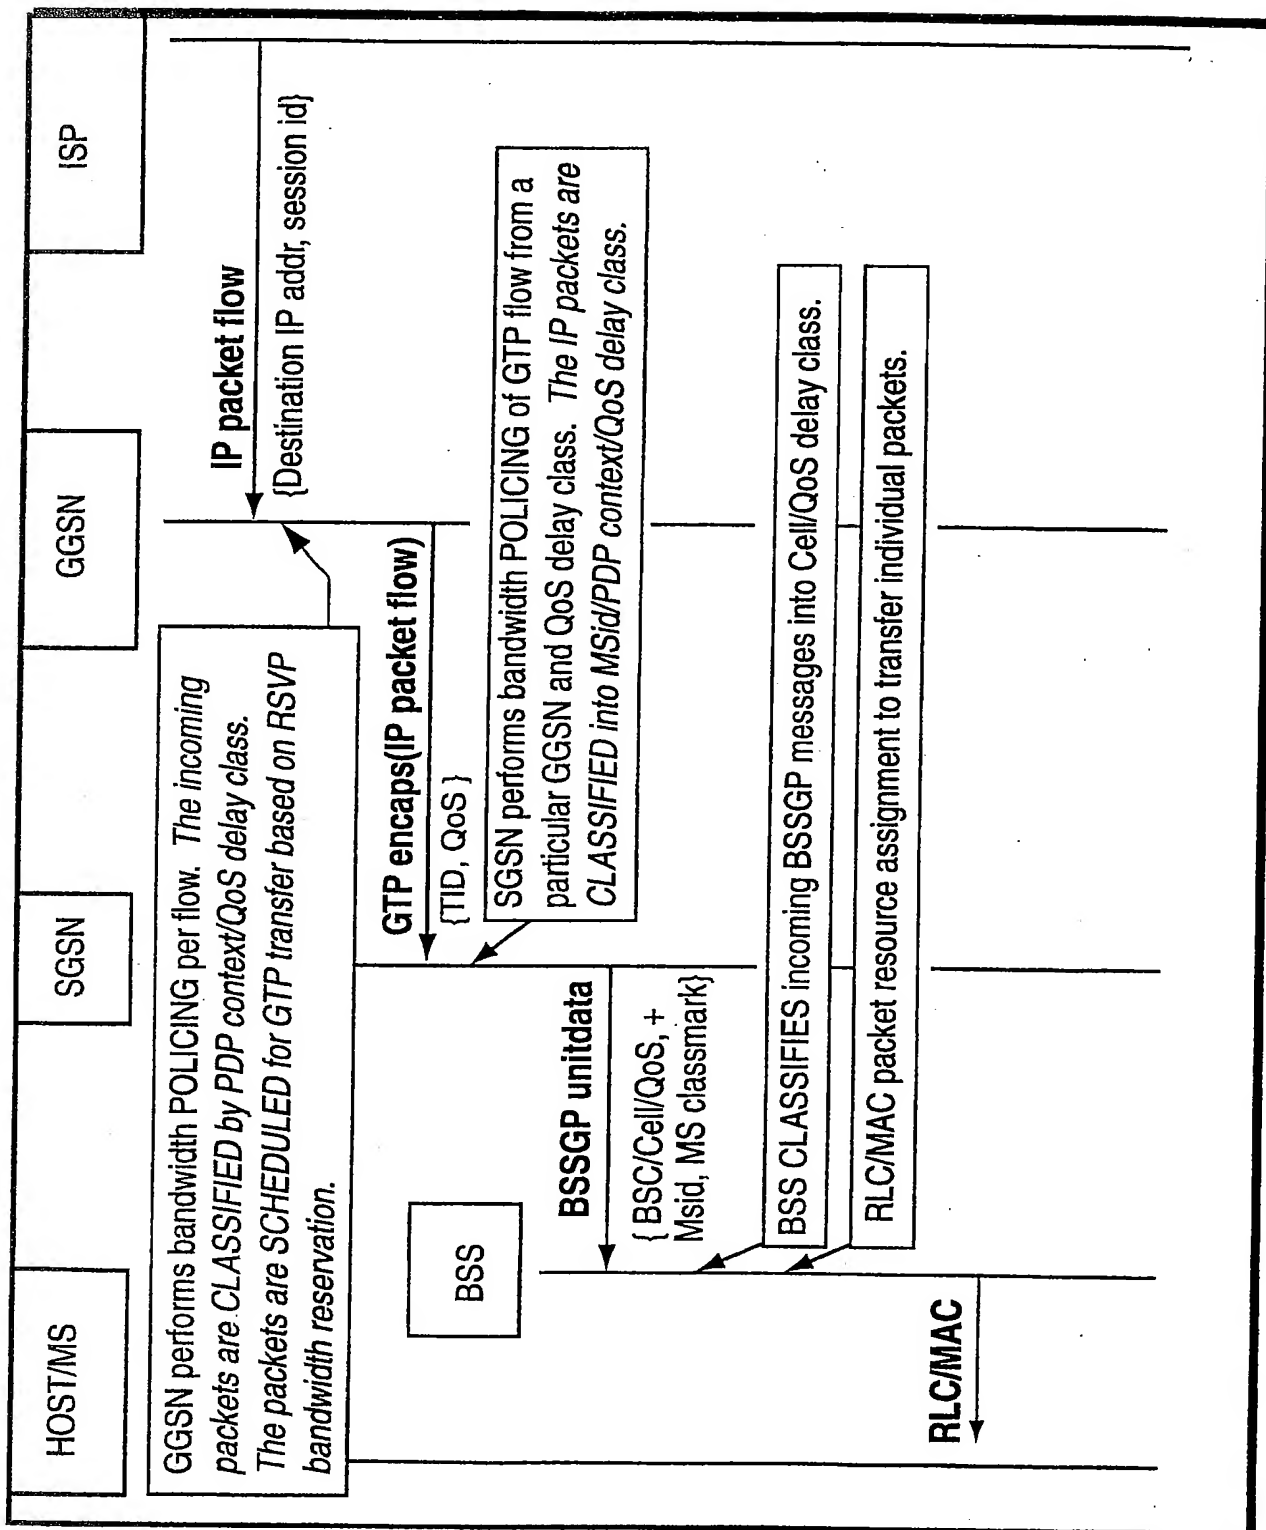 HOST/MS
SGSN
GGSN
ISP
GGSN performs bandwidth POLICING per flow. The incoming
packets are CLASSIFIED by PDP context/QoS delay class.
The packets are SCHEDULED for GTP transfer based on RSVP
bandwidth reservation.
IP packet flow
{Destination IP addr, session id}
GTP encaps(IP packet flow)
{TID, QoS }
SGSN performs bandwidth POLICING of GTP flow from a
particular GGSN and QoS delay class. The IP packets are
CLASSIFIED into MSid/PDP context/QoS delay class.
BSS
BSSGP unitdata
{ BSC/Cell/QoS, +
Msid, MS classmark}
BSS CLASSIFIES incoming BSSGP messages into Cell/QoS delay class.
RLC/MAC packet resource assignment to transfer individual packets.
RLC/MAC